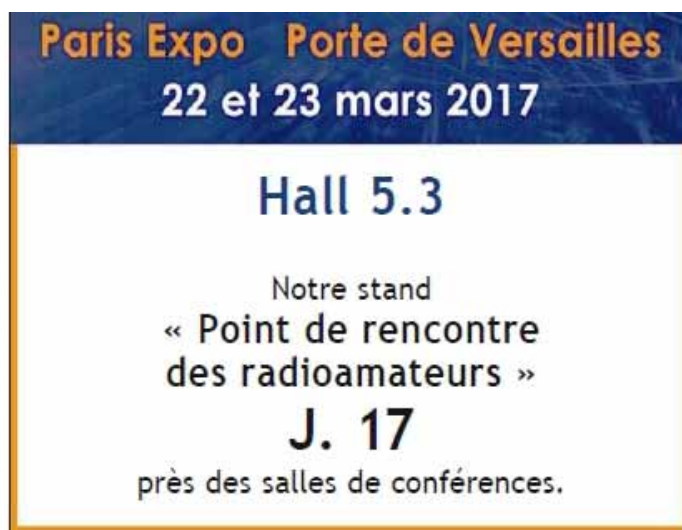 Paris Expo Porte de Versailles
22 et 23 mars 2017
Hall 5.3
Notre stand
« Point de rencontre
des radioamateurs »
J. 17
près des salles de conférences.